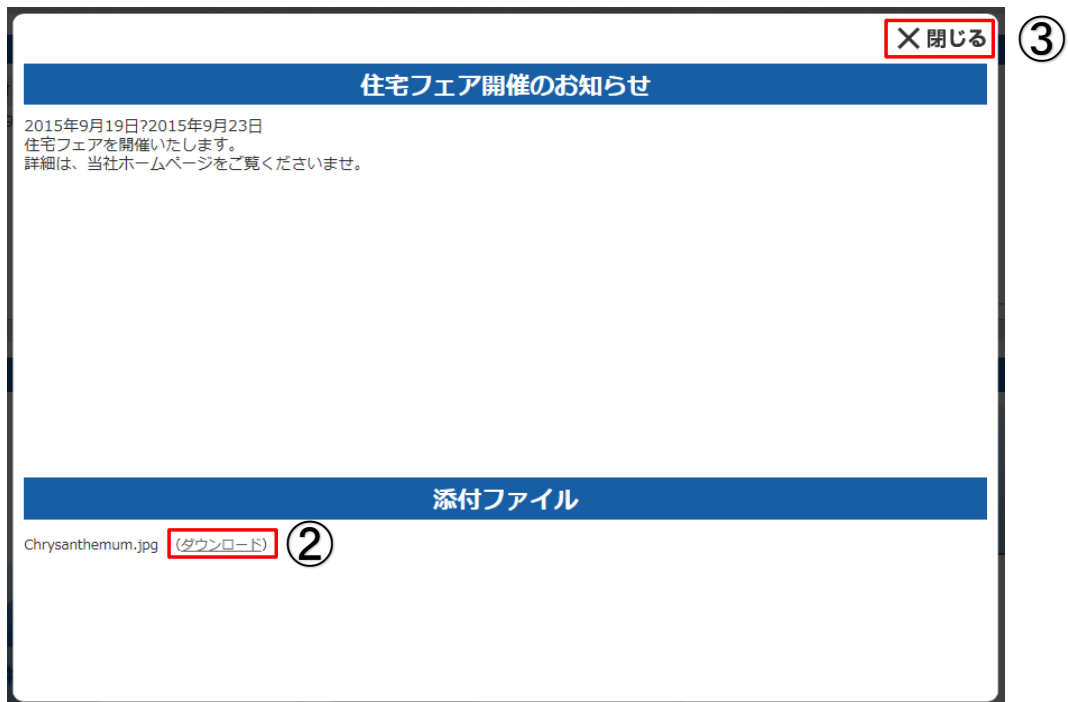 ×閉じる
③
住宅フェア開催のお知らせ
2015年9月19日?2015年9月23日
住宅フェアを開催いたします。
詳細は、当社ホームページをご覧くださいませ。
添付ファイル
Chrysanthemum.jpg (ダウンロード) ②